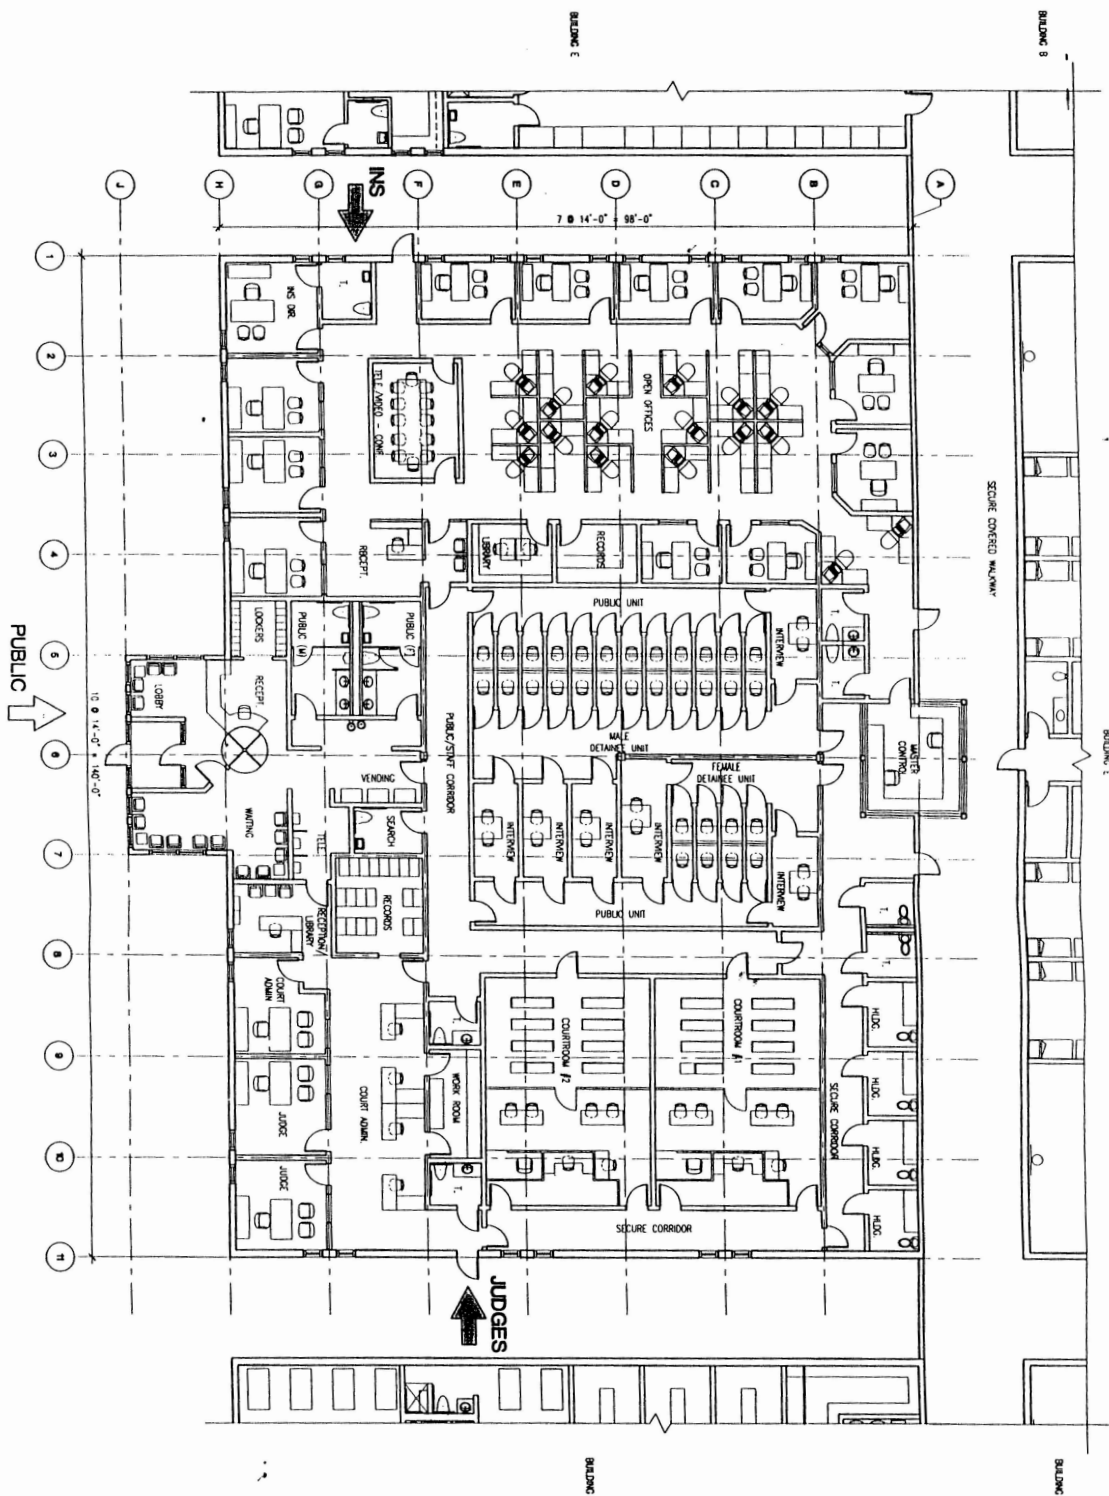 BUILDING E
BUILDING B
INS
J
H
G
F
E
D
C
B
A
7 @ 14'-0" = 98'-0"
1
2
3
4
5
6
7
8
9
10
11
10 @ 14'-0" = 140'-0"
INS DIR.
T.
TELE/VIDEO - CONF.
OPEN OFFICES
SECURE COVERED WALKWAY
RECEPT.
LIBRARY
RECORDS
LOCKERS
PUBLIC (M)
PUBLIC (F)
PUBLIC UNIT
INTERVIEW
T.
T.
PUBLIC
LOBBY
RECEPT.
PUBLIC/STAFF CORRIDOR
MALE
DETAINEE UNIT
FEMALE
DETAINEE UNIT
MASTER
CONTROL
VENDING
WAITING
TELE.
SEARCH
INTERVIEW
INTERVIEW
INTERVIEW
INTERVIEW
INTERVIEW
RECORDS
PUBLIC UNIT
T.
T.
RECEPTION/
LIBRARY
COURT
ADMIN
T.
COURTROOM #2
COURTROOM #1
HLDG.
HLDG.
HLDG.
HLDG.
SECURE CORRIDOR
WORK ROOM
COURT ADMIN.
JUDGE
JUDGE
T.
SECURE CORRIDOR
JUDGES
BUILDING
BUILDING